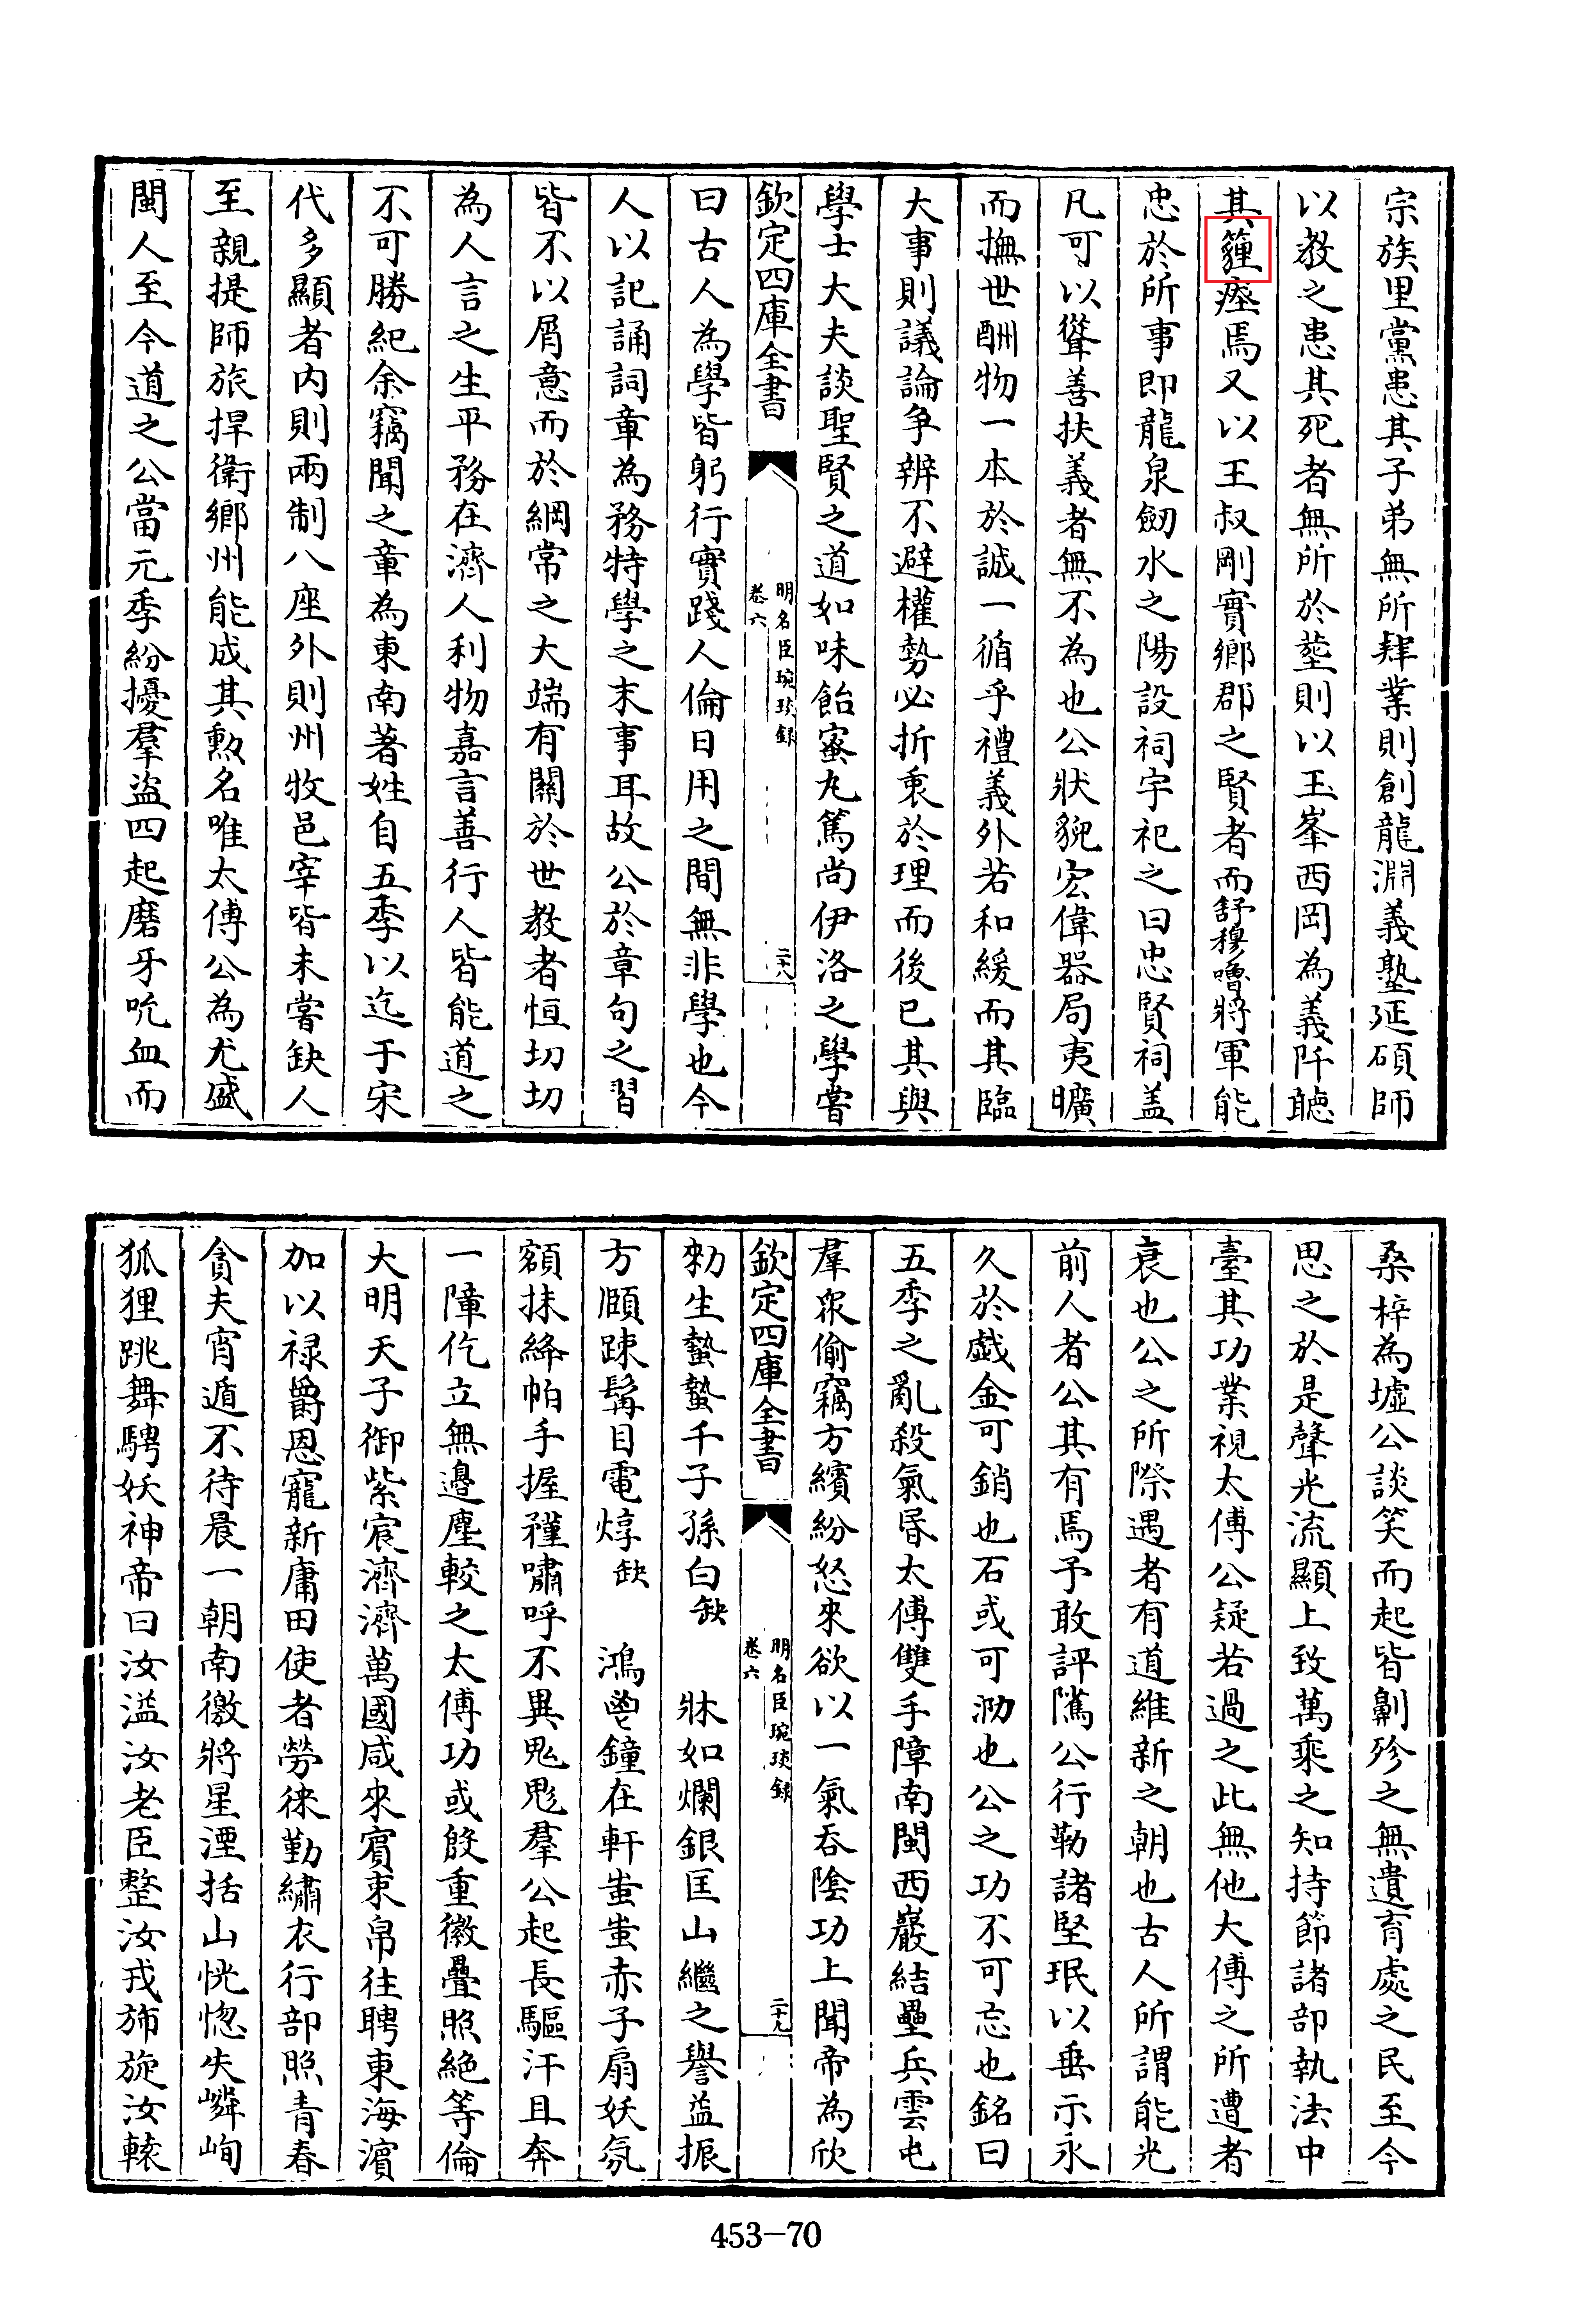 宗族里黨患其子弟無所肄業則創龍淵義塾延碩師
以教之患其死者無所於塟則以玉峯西岡為義阡聽
其薶瘞焉又以王叔剛實鄉郡之賢者而舒穆嚕將軍能
忠於所事即龍泉劒水之陽設祠宇祀之曰忠賢祠盖
凡可以聳善扶義者無不為也公狀貌宏偉器局夷曠
而撫世酬物一本於誠一循乎禮義外若和緩而其臨
大事則議論争辨不避權勢必折衷於理而後已其與
學士大夫談聖賢之道如味飴蜜尤篤尚伊洛之學嘗
欽定四庫全書
明名臣琬琰録
卷六
二十八
曰古人為學皆躬行實踐人倫日用之間無非學也今
人以記誦詞章為務特學之末事耳故公於章句之習
皆不以屑意而於綱常之大端有關於世教者恒切切
為人言之生平務在濟人利物嘉言善行人皆能道之
不可勝紀余竊聞之章為東南著姓自五季以迄于宋
代多顯者内則兩制八座外則州牧邑宰皆未嘗缺人
至親提師旅捍衛鄉州能成其勲名唯太傅公為尤盛
閩人至今道之公當元季紛擾羣盜四起磨牙吮血而
桑梓為墟公談笑而起皆劓殄之無遺育處之民至今
思之於是聲光流顯上致萬乘之知持節諸部執法中
臺其功業視太傅公疑若過之此無他大傅之所遭者
衰也公之所際遇者有道維新之朝也古人所謂能光
前人者公其有焉予敢評隲公行勒諸堅珉以垂示永
久於戯金可銷也石或可泐也公之功不可忘也銘曰
五季之亂殺氣昏太傅雙手障南閩西巖結壘兵雲屯
羣眾偷竊方繽紛怒來欲以一氣吞陰功上聞帝為欣
欽定四庫全書
明名臣琬琰録
卷六
二十九
勑生蟄蟄千子孫白缺 牀如爛銀匡山繼之譽益振
方頤踈髯目電焞缺 鴻鬯鐘在軒蚩蚩赤子扇妖氛
額抹絳帕手握䂎嘯呼不異鬼彪羣公起長驅汗且奔
一障仡立無邊塵較之太傅功或殷重徽疊照絶等倫
大明天子御紫宸濟濟萬國咸來賓東帛往聘東海濵
加以禄爵恩寵新庸田使者勞徠勤繡衣行部照青春
貪夫宵遁不待晨一朝南徼將星湮括山恍惚失嶙峋
狐狸跳舞騁妖神帝曰汝溢汝老臣整汝戎斾旋汝轅
453-70